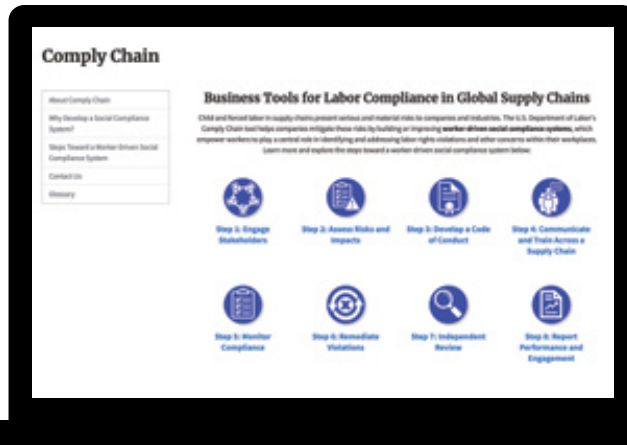 Comply Chain
About Comply Chain
Why Develop a Social Compliance
System?
Steps Toward a Worker-Driven Social
Compliance System
Contact Us
Glossary
Business Tools for Labor Compliance in Global Supply Chains
Child and forced labor in supply chains present serious and material risks to companies and industries. The U.S. Department of Labor's
Comply Chain tool helps companies mitigate these risks by building or improving worker-driven social compliance systems, which
empower workers to play a central role in identifying and addressing labor rights violations and other concerns within their workplaces.
Learn more and explore the steps toward a worker-driven social compliance system below:
Step 1: Engage
Stakeholders
Step 2: Assess Risks and
Impacts
Step 3: Develop a Code
of Conduct
Step 4: Communicate
and Train Across a
Supply Chain
Step 5: Monitor
Compliance
Step 6: Remediate
Violations
Step 7: Independent
Review
Step 8: Report
Performance and
Engagement